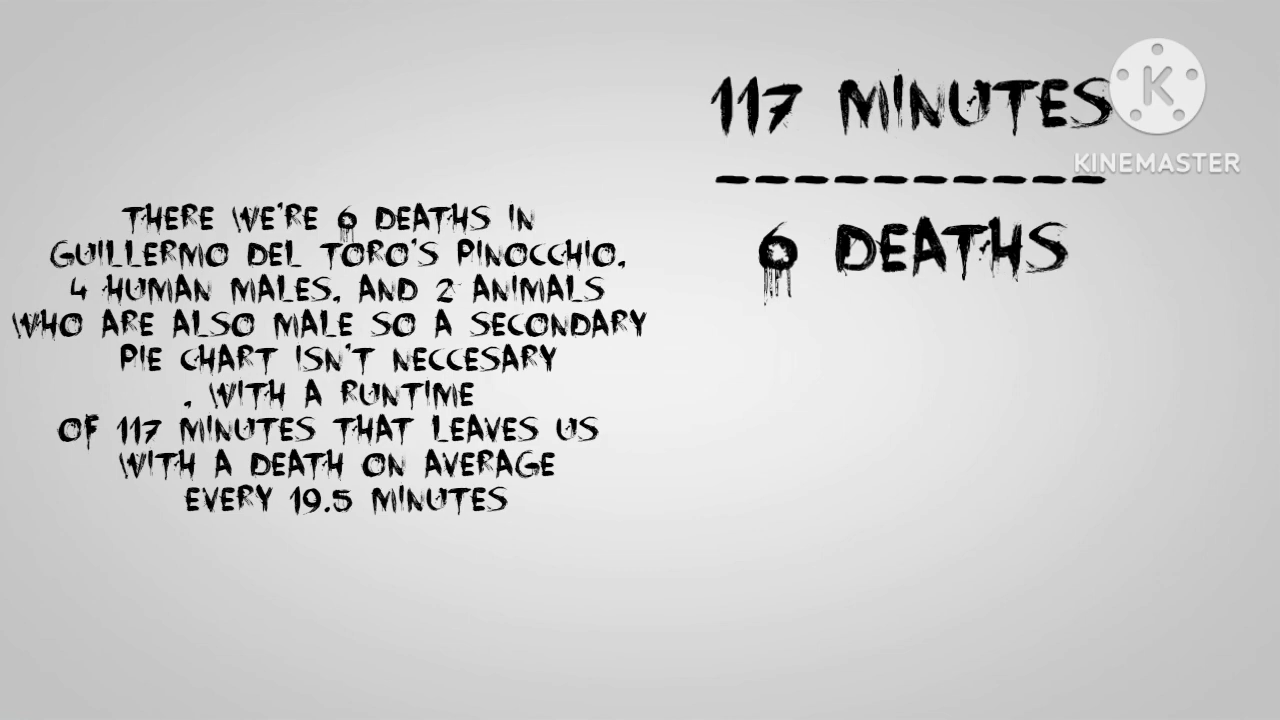 THERE WE'RE 6 DEATHS IN
GUILLERMO DEL TORO'S PINOCCHIO.
4 HUMAN MALES. AND 2 ANIMALS
WHO ARE ALSO MALE SO A SECONDARY
PIE CHART ISN'T NECCESARY
. WITH A RUNTIME
OF 117 MINUTES THAT LEAVES US
WITH A DEATH ON AVERAGE
EVERY 19.5 MINUTES
117 MINUTES
----------
6 DEATHS
K
KINEMASTER